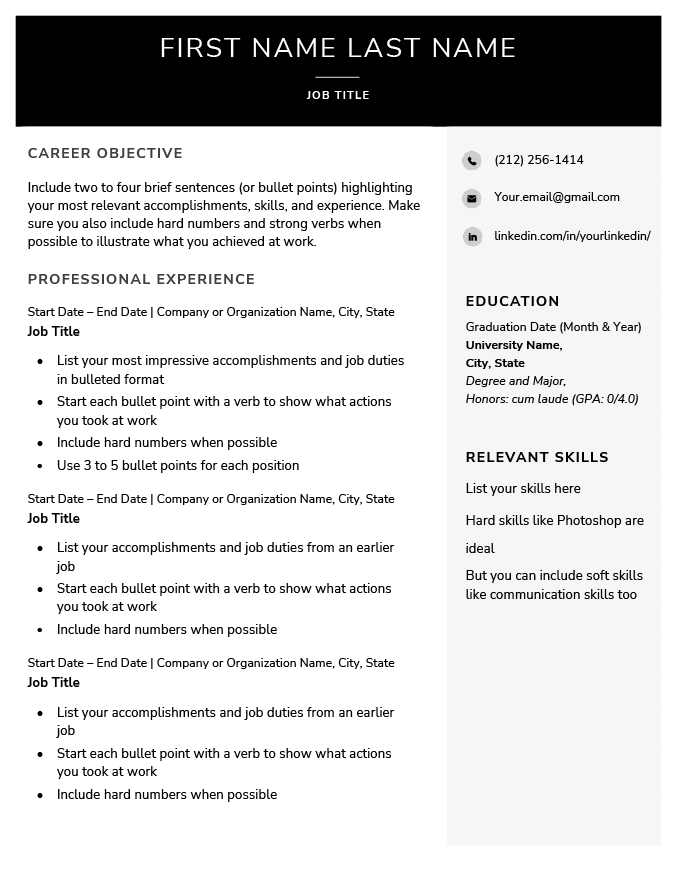 FIRST NAME LAST NAME
JOB TITLE
CAREER OBJECTIVE
Include two to four brief sentences (or bullet points) highlighting
your most relevant accomplishments, skills, and experience. Make
sure you also include hard numbers and strong verbs when
possible to illustrate what you achieved at work.
PROFESSIONAL EXPERIENCE
Start Date – End Date | Company or Organization Name, City, State
Job Title
• List your most impressive accomplishments and job duties
in bulleted format
• Start each bullet point with a verb to show what actions
you took at work
• Include hard numbers when possible
• Use 3 to 5 bullet points for each position
Start Date – End Date | Company or Organization Name, City, State
Job Title
• List your accomplishments and job duties from an earlier
job
• Start each bullet point with a verb to show what actions
you took at work
• Include hard numbers when possible
Start Date – End Date | Company or Organization Name, City, State
Job Title
• List your accomplishments and job duties from an earlier
job
• Start each bullet point with a verb to show what actions
you took at work
• Include hard numbers when possible
(212) 256-1414
Your.email@gmail.com
in
linkedin.com/in/yourlinkedin/
EDUCATION
Graduation Date (Month & Year)
University Name,
City, State
Degree and Major,
Honors: cum laude (GPA: 0/4.0)
RELEVANT SKILLS
List your skills here
Hard skills like Photoshop are
ideal
But you can include soft skills
like communication skills too